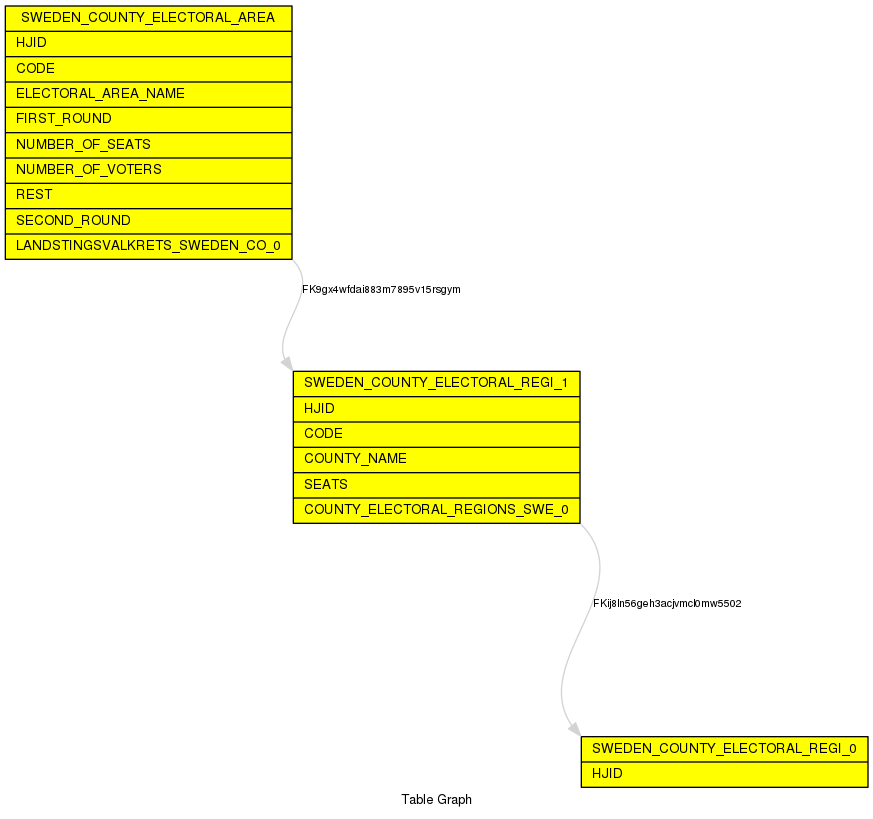 SWEDEN_COUNTY_ELECTORAL_AREA
HJID
CODE
ELECTORAL_AREA_NAME
FIRST_ROUND
NUMBER_OF_SEATS
NUMBER_OF_VOTERS
REST
SECOND_ROUND
LANDSTINGSVALKRETS_SWEDEN_CO_0
FK9gx4wfdai883m7895v15rsgym
SWEDEN_COUNTY_ELECTORAL_REGI_1
HJID
CODE
COUNTY_NAME
SEATS
COUNTY_ELECTORAL_REGIONS_SWE_0
FKij8ln56geh3acjvmcl0mw5502
SWEDEN_COUNTY_ELECTORAL_REGI_0
HJID
Table Graph